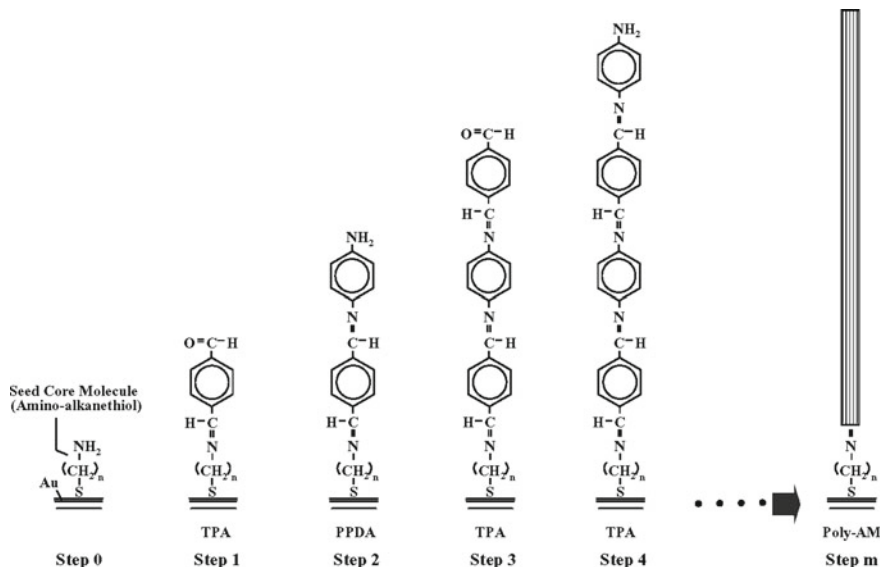 Seed Core Molecule
(Amino-alkanethiol)
NH₂
(CH₂)ₙ
Au
S
Step 0
O=C–H
H–C
N
(CH₂)ₙ
S
TPA
Step 1
NH₂
N
C–H
H–C
N
(CH₂)ₙ
S
PPDA
Step 2
O=C–H
H–C
N
N
C–H
H–C
N
(CH₂)ₙ
S
TPA
Step 3
NH₂
N
C–H
H–C
N
N
C–H
H–C
N
(CH₂)ₙ
S
TPA
Step 4
N
(CH₂)ₙ
S
Poly-AM
Step m